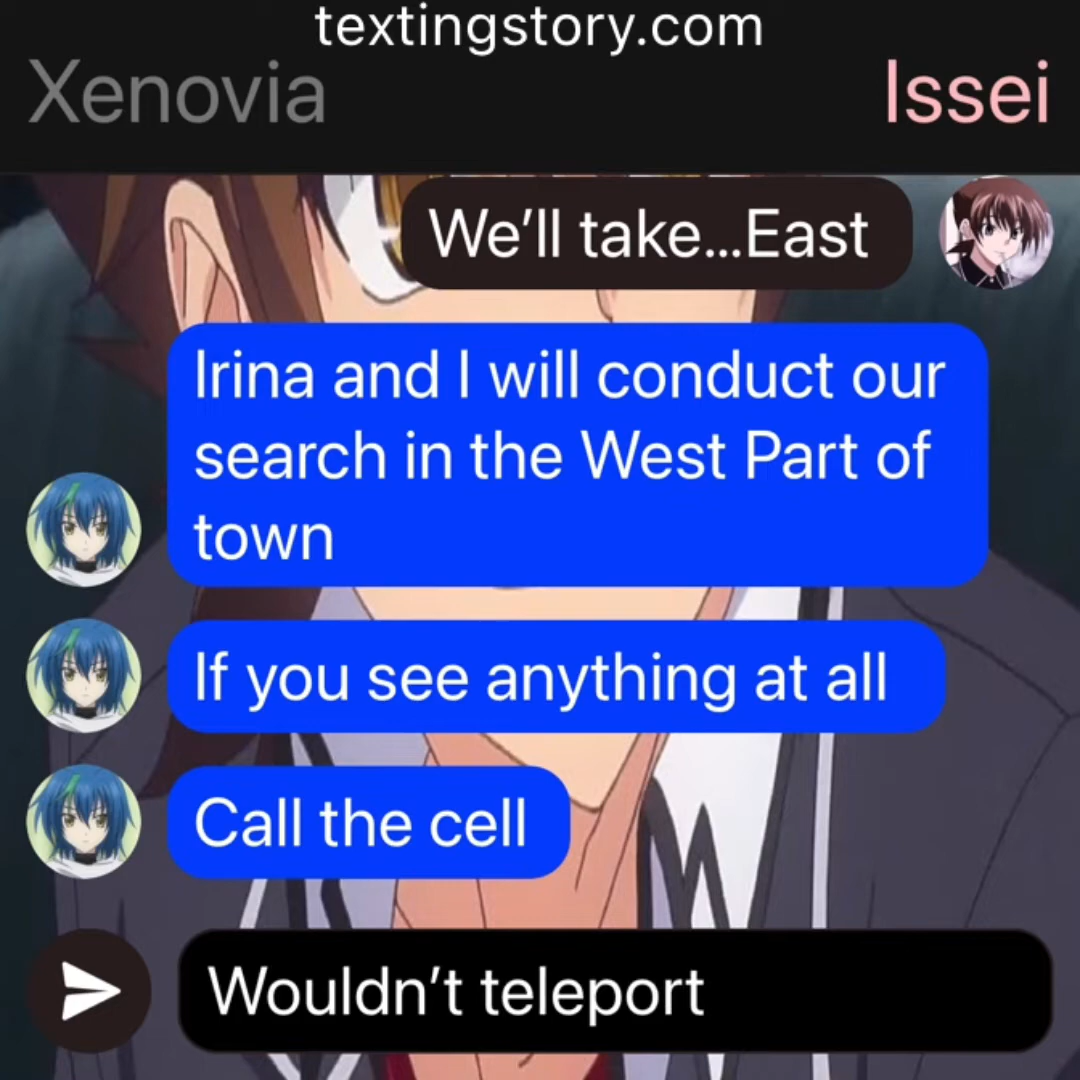 textingstory.com
Xenovia
Issei
We’ll take...East
Irina and I will conduct our
search in the West Part of
town
If you see anything at all
Call the cell
Wouldn’t teleport